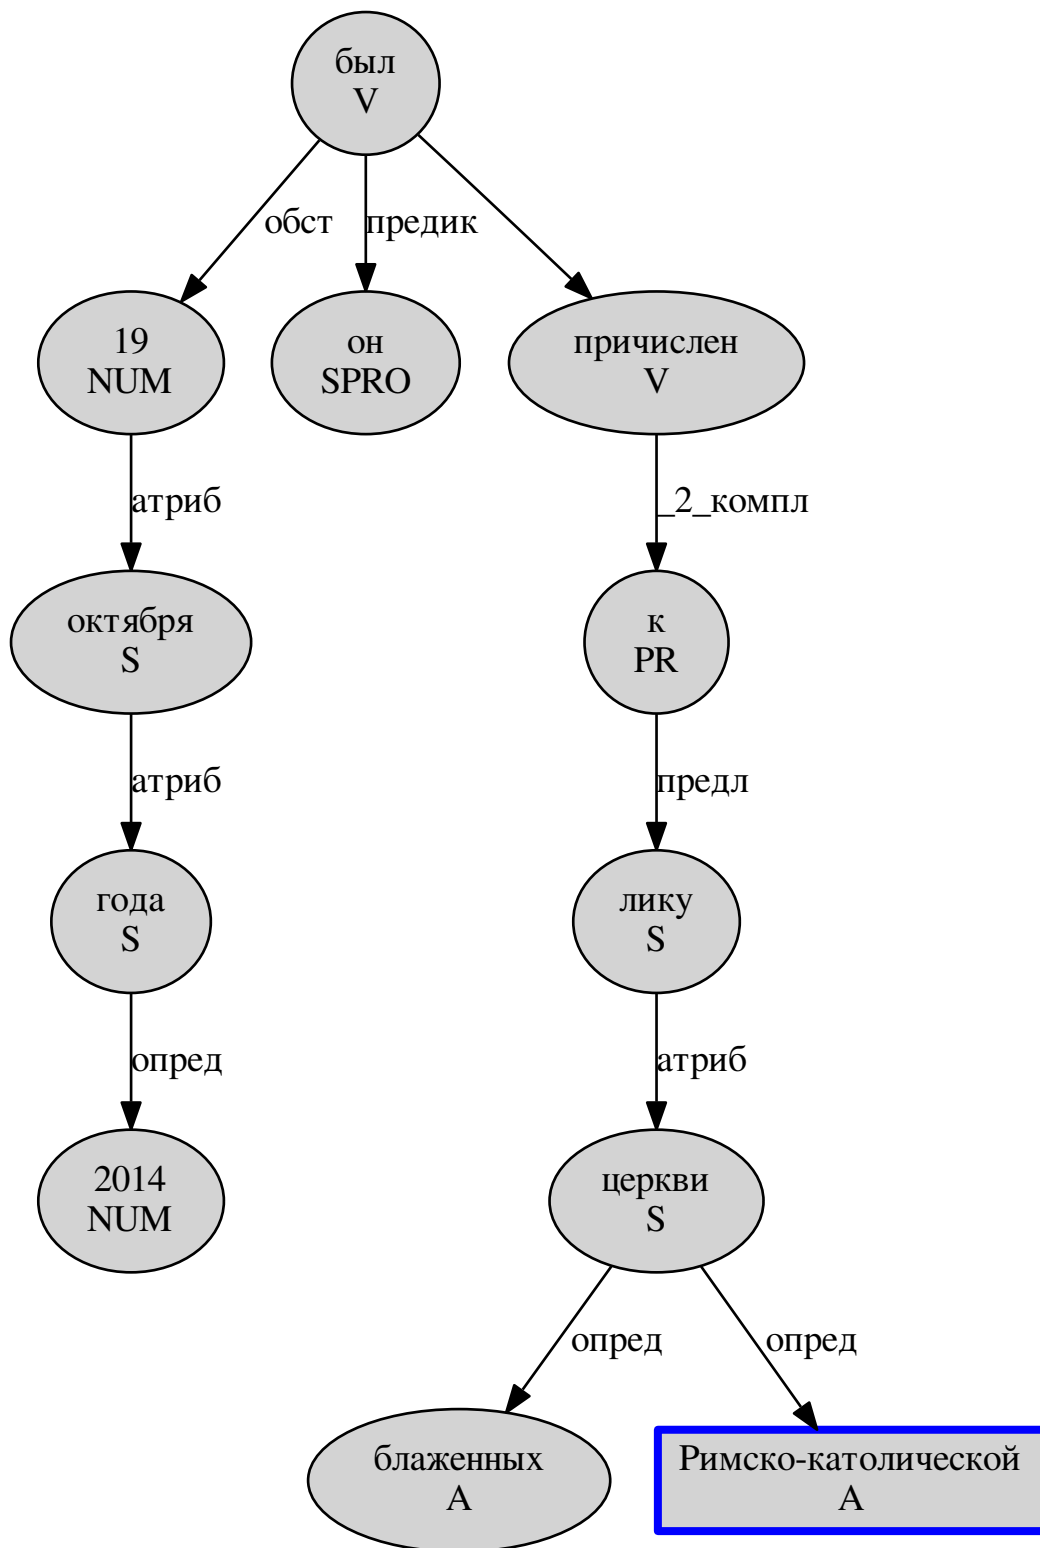 был
V
обст
предик
19
NUM
он
SPRO
причислен
V
атриб
_2_компл
октября
S
к
PR
атриб
предл
года
S
лику
S
опред
атриб
2014
NUM
церкви
S
опред
опред
блаженных
A
Римско-католической
A